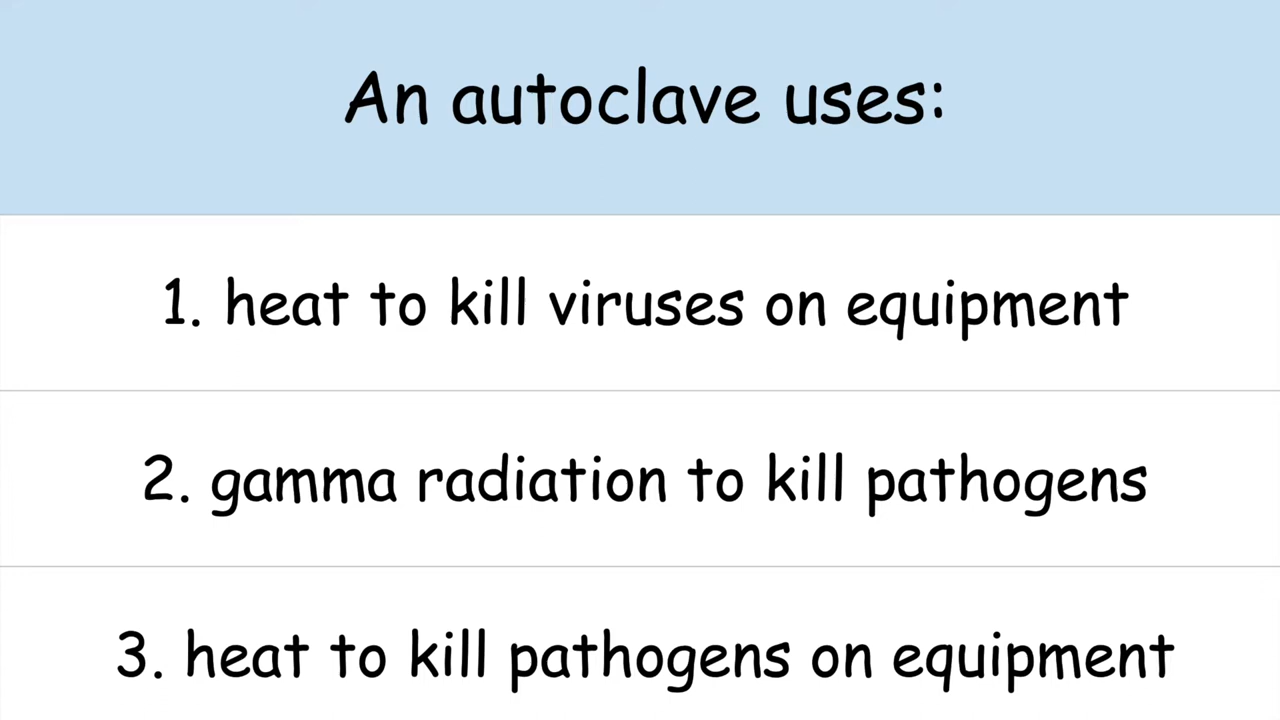 An autoclave uses:
1. heat to kill viruses on equipment
2. gamma radiation to kill pathogens
3. heat to kill pathogens on equipment